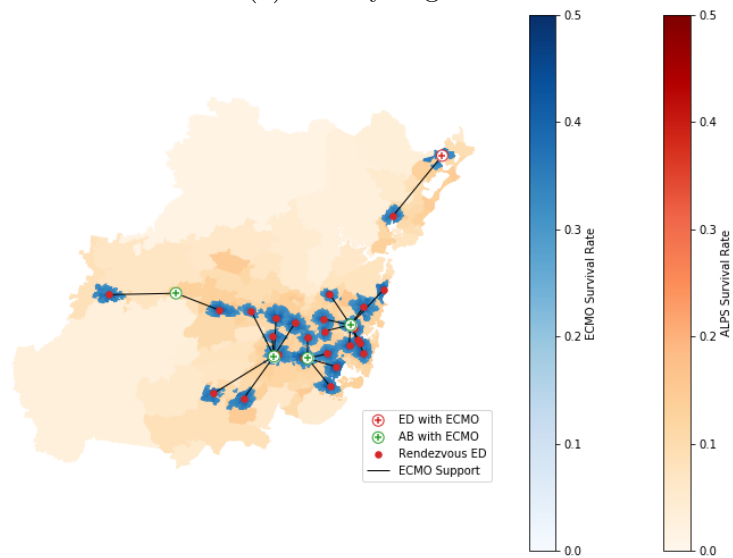 0.5
0.4
0.3
0.2
0.1
0.0
ECMO Survival Rate
0.5
0.4
0.3
0.2
0.1
0.0
ALPS Survival Rate
ED with ECMO
AB with ECMO
Rendezvous ED
ECMO Support